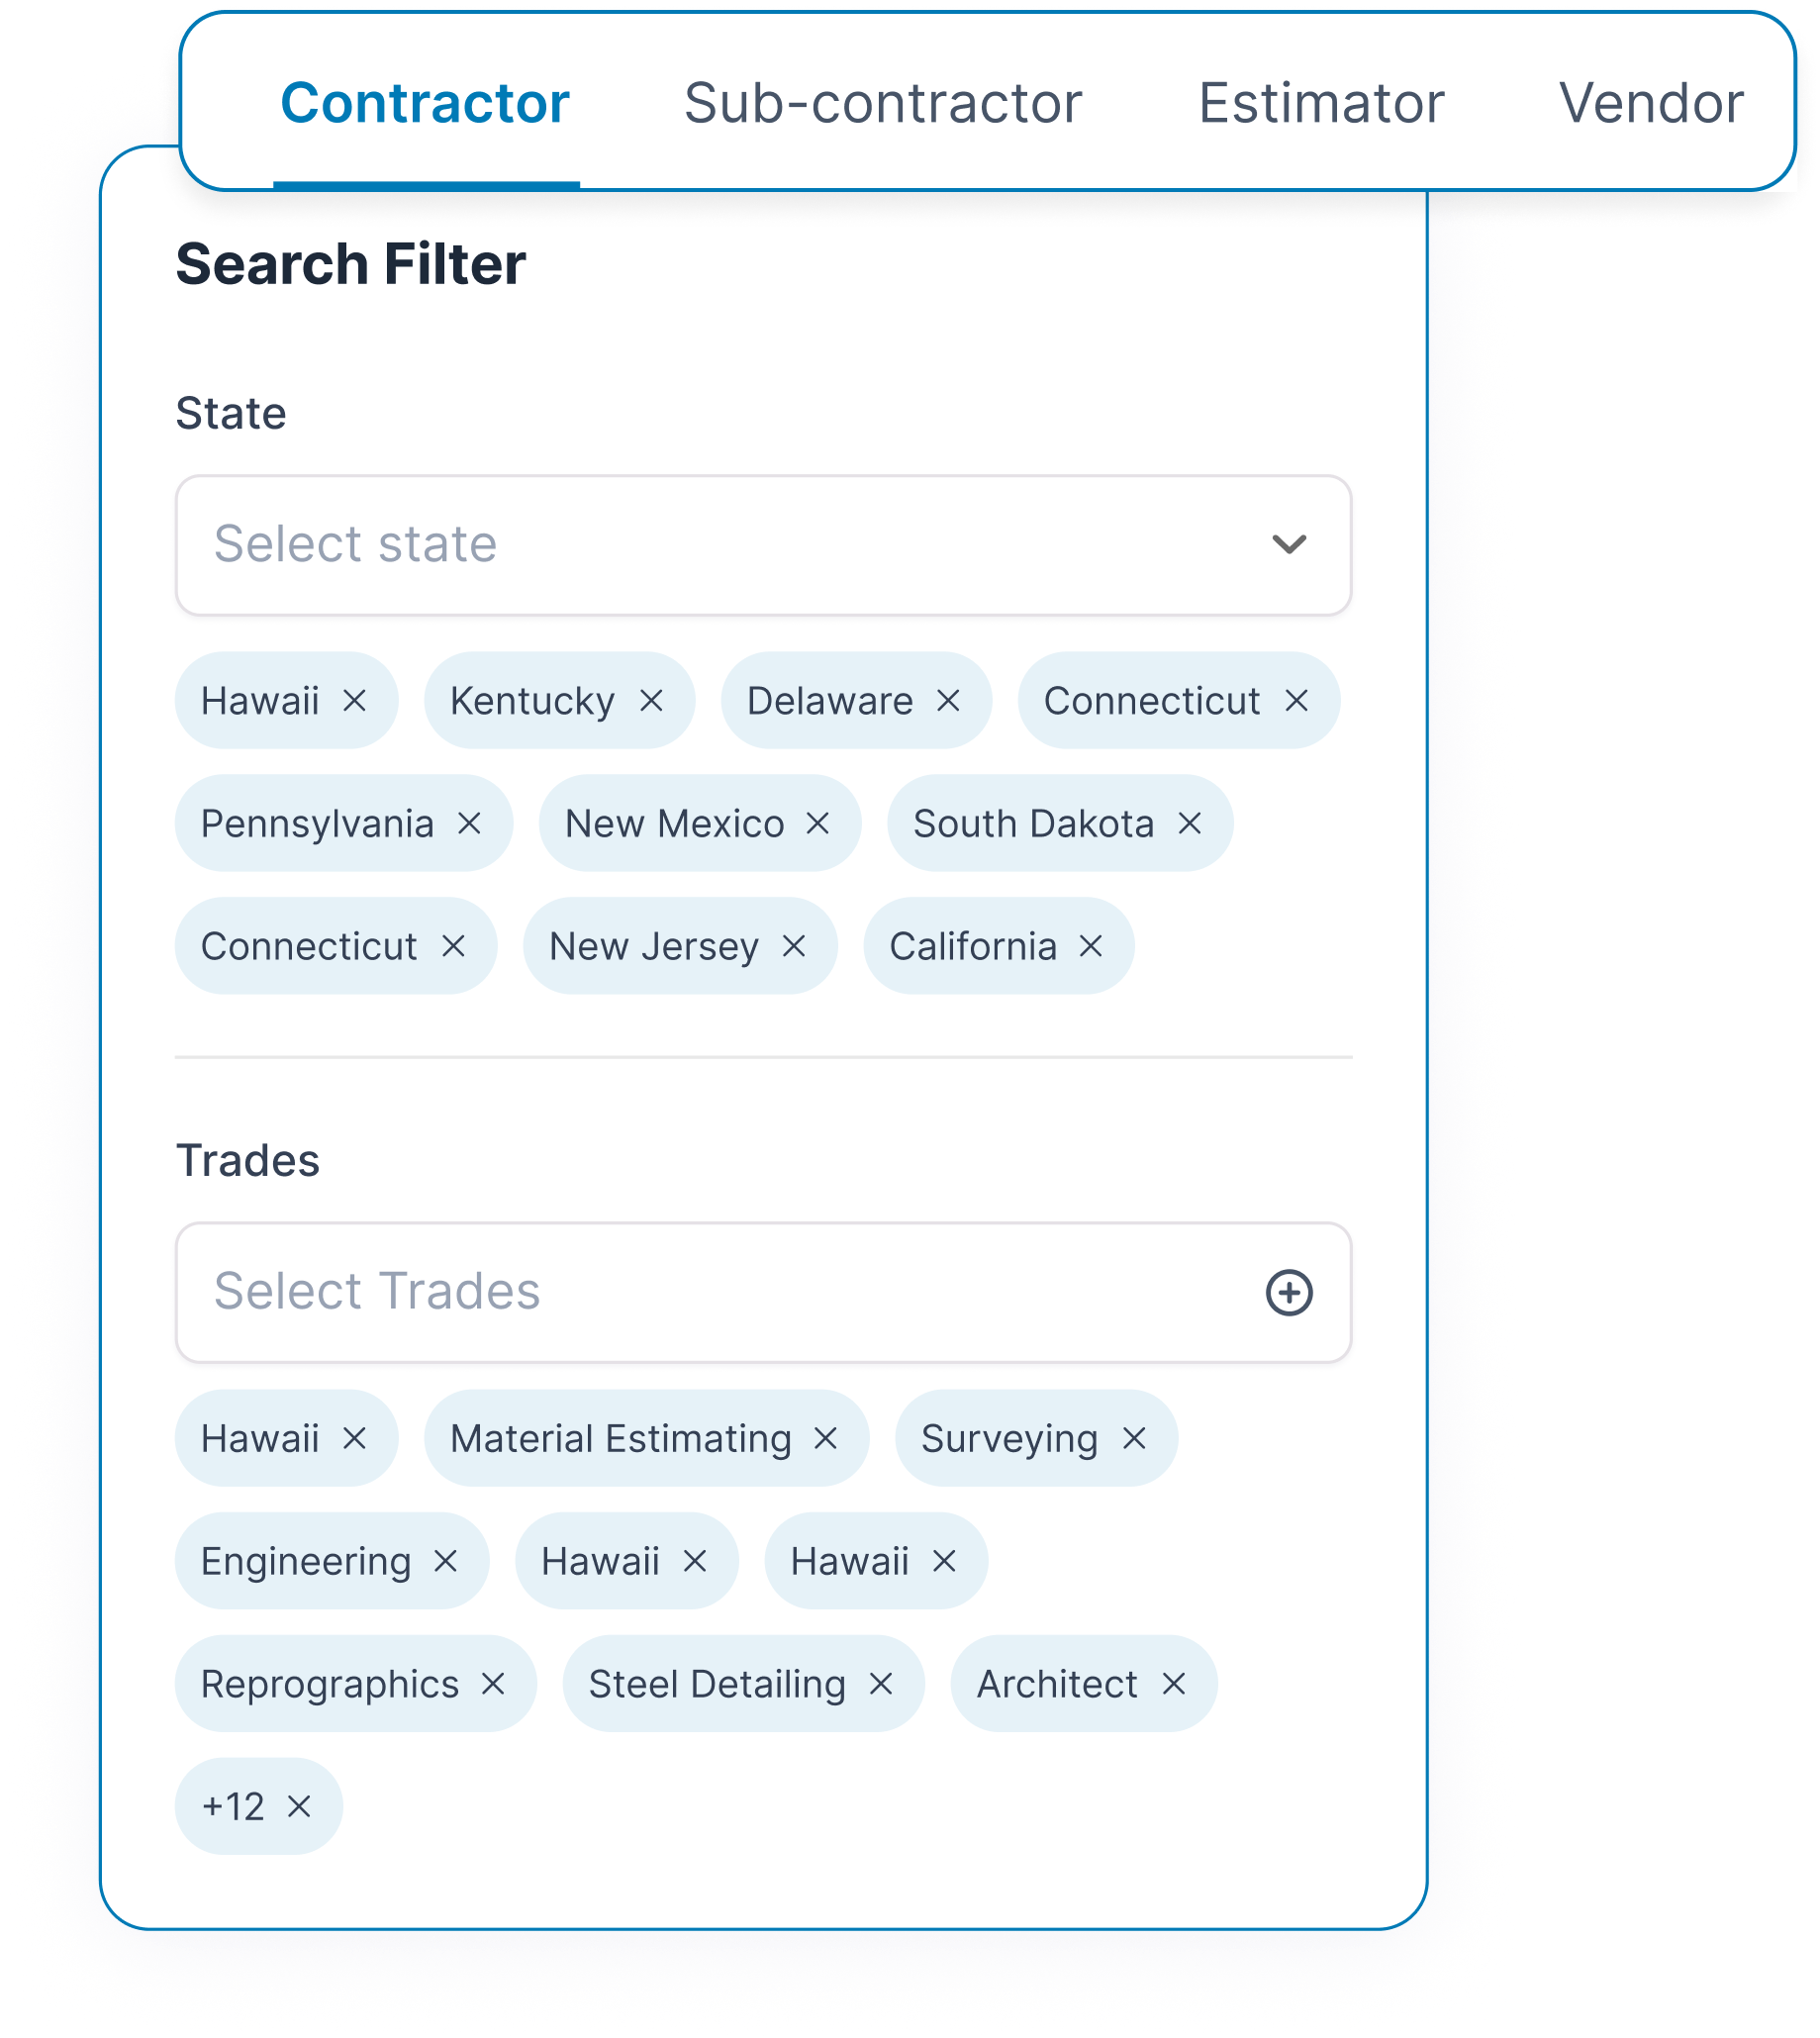 Contractor Sub-contractor Estimator Vendor
Search Filter
State
Select state
Hawaii Kentucky Delaware Connecticut
Pennsylvania New Mexico South Dakota
Connecticut New Jersey California
Trades
Select Trades
Hawaii Material Estimating Surveying
Engineering Hawaii Hawaii
Reprographics Steel Detailing Architect
+12